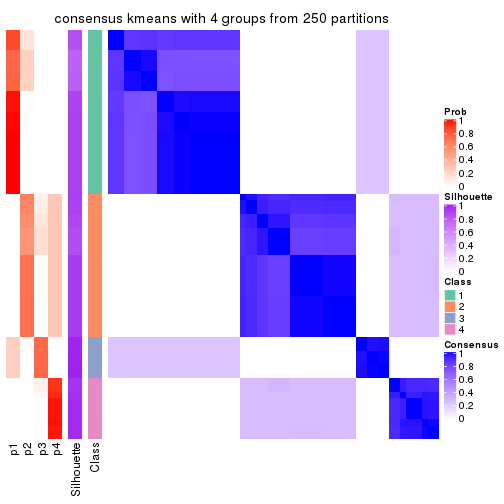 consensus kmeans with 4 groups from 250 partitions
Prob
1
0.8
0.6
0.4
0.2
0
Silhouette
1
0.8
0.6
0.4
0.2
0
Class
1
2
3
4
Consensus
1
0.8
0.6
0.4
0.2
0
p1
p2
p3
p4
Silhouette
Class